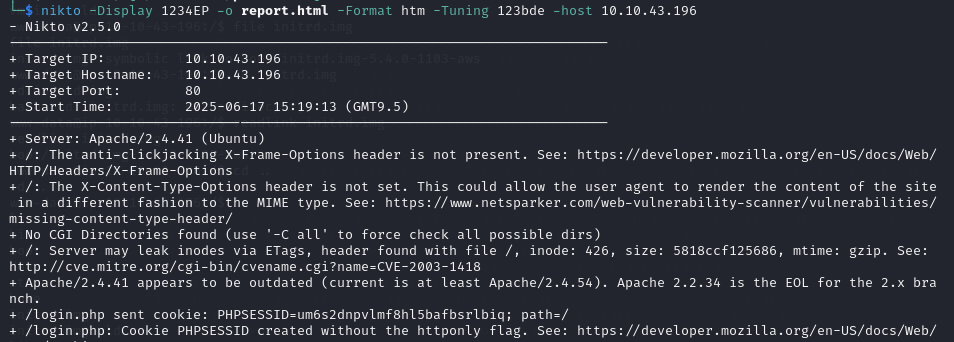 └─$ nikto -Display 1234EP -o report.html -Format htm -Tuning 123bde -host 10.10.43.196
- Nikto v2.5.0
+ Target IP:          10.10.43.196
+ Target Hostname:    10.10.43.196
+ Target Port:        80
+ Start Time:         2025-06-17 15:19:13 (GMT9.5)
+ Server: Apache/2.4.41 (Ubuntu)
+ /: The anti-clickjacking X-Frame-Options header is not present. See: https://developer.mozilla.org/en-US/docs/Web/
HTTP/Headers/X-Frame-Options
+ /: The X-Content-Type-Options header is not set. This could allow the user agent to render the content of the site
 in a different fashion to the MIME type. See: https://www.netsparker.com/web-vulnerability-scanner/vulnerabilities/
missing-content-type-header/
+ No CGI Directories found (use '-C all' to force check all possible dirs)
+ /: Server may leak inodes via ETags, header found with file /, inode: 426, size: 5818ccf125686, mtime: gzip. See:
http://cve.mitre.org/cgi-bin/cvename.cgi?name=CVE-2003-1418
+ Apache/2.4.41 appears to be outdated (current is at least Apache/2.4.54). Apache 2.2.34 is the EOL for the 2.x bra
nch.
+ /login.php sent cookie: PHPSESSID=um6s2dnpvlmf8hl5bafbsrlbiq; path=/
+ /login.php: Cookie PHPSESSID created without the httponly flag. See: https://developer.mozilla.org/en-US/docs/Web/